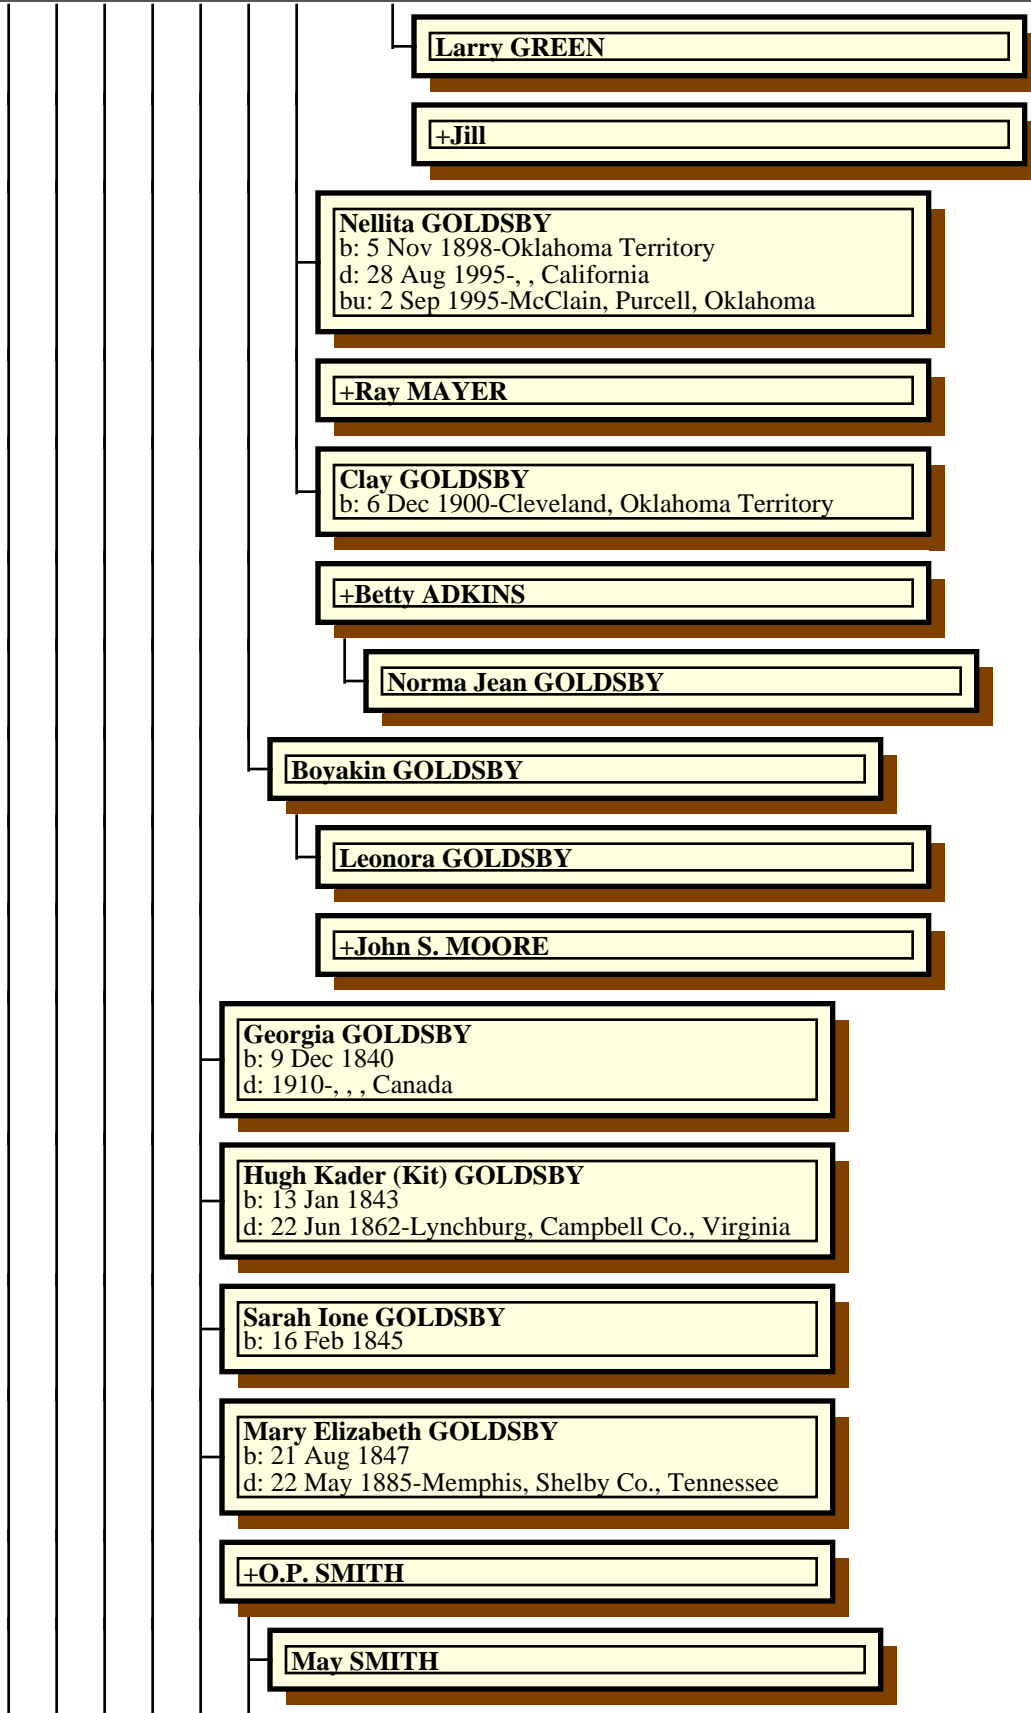 Larry GREEN
+Jill
Nellita GOLDSBY
b: 5 Nov 1898-Oklahoma Territory
d: 28 Aug 1995-, , California
bu: 2 Sep 1995-McClain, Purcell, Oklahoma
+Ray MAYER
Clay GOLDSBY
b: 6 Dec 1900-Cleveland, Oklahoma Territory
+Betty ADKINS
Norma Jean GOLDSBY
Boyakin GOLDSBY
Leonora GOLDSBY
+John S. MOORE
Georgia GOLDSBY
b: 9 Dec 1840
d: 1910-, , , Canada
Hugh Kader (Kit) GOLDSBY
b: 13 Jan 1843
d: 22 Jun 1862-Lynchburg, Campbell Co., Virginia
Sarah Ione GOLDSBY
b: 16 Feb 1845
Mary Elizabeth GOLDSBY
b: 21 Aug 1847
d: 22 May 1885-Memphis, Shelby Co., Tennessee
+O.P. SMITH
May SMITH